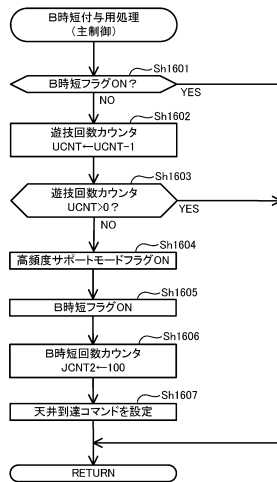 B時短付与用処理
(主制御)
Sh1601
B時短フラグON?
YES
NO
Sh1602
遊技回数カウンタ
UCNT←UCNT-1
Sh1603
遊技回数カウンタ
UCNT>0?
YES
NO
Sh1604
高頻度サポートモードフラグON
Sh1605
B時短フラグON
Sh1606
B時短回数カウンタ
JCNT2←100
Sh1607
天井到達コマンドを設定
RETURN